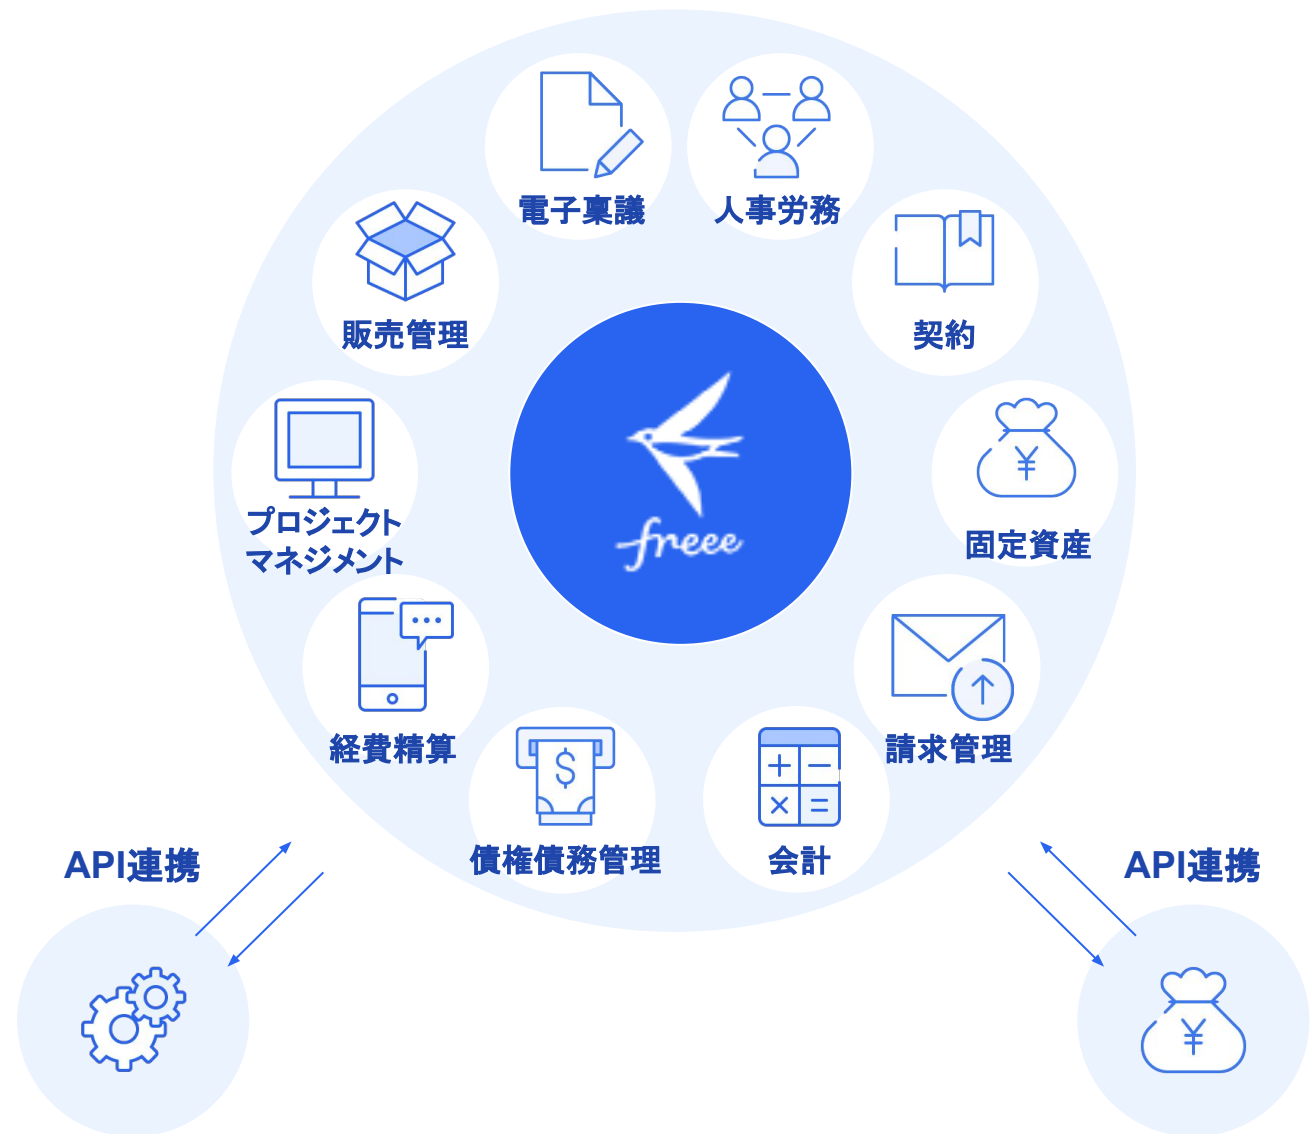 電子稟議
人事労務
販売管理
契約
プロジェクト
マネジメント
固定資産
freee
経費精算
請求管理
債権債務管理
会計
API連携
API連携